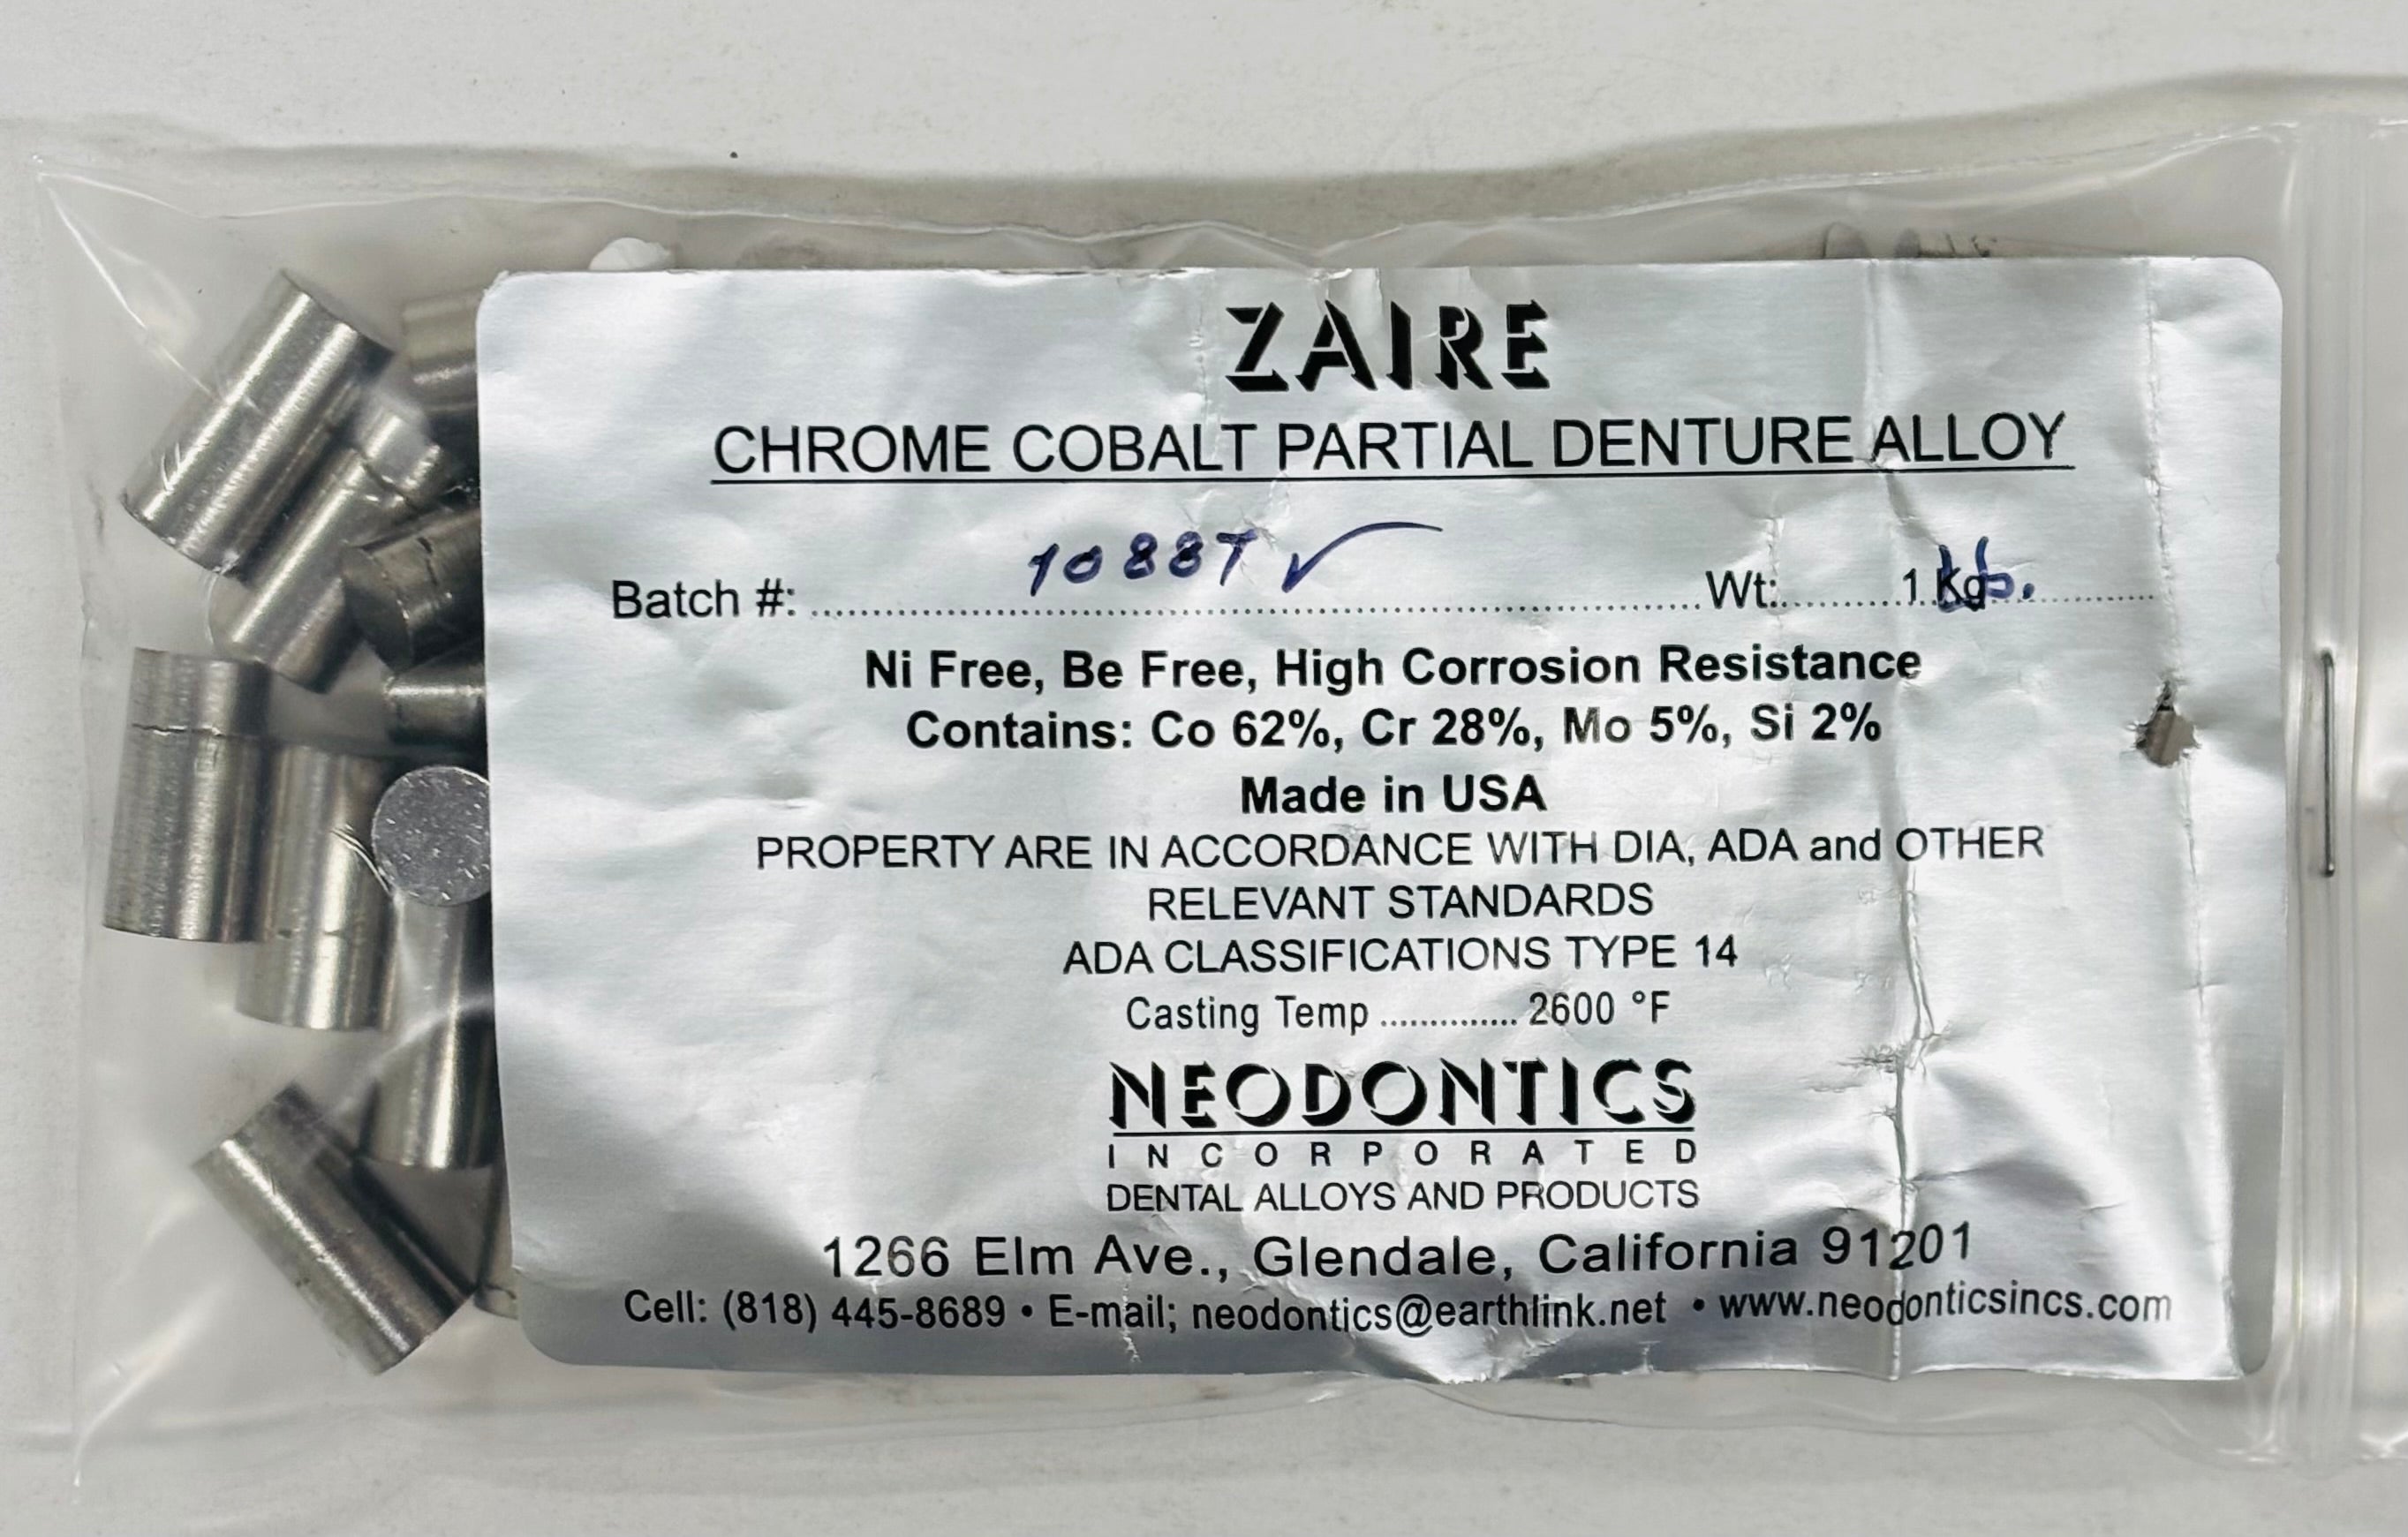 ZAIRE
CHROME COBALT PARTIAL DENTURE ALLOY
Batch #: ........ 1088T ✓ ........ Wt:.......... 1 Kg lb. ..........
Ni Free, Be Free, High Corrosion Resistance
Contains: Co 62%, Cr 28%, Mo 5%, Si 2%
Made in USA
PROPERTY ARE IN ACCORDANCE WITH DIA, ADA and OTHER
RELEVANT STANDARDS
ADA CLASSIFICATIONS TYPE 14
Casting Temp .............. 2600 °F
NEODONTICS
INCORPORATED
DENTAL ALLOYS AND PRODUCTS
1266 Elm Ave., Glendale, California 91201
Cell: (818) 445-8689 • E-mail; neodontics@earthlink.net • www.neodonticsincs.com